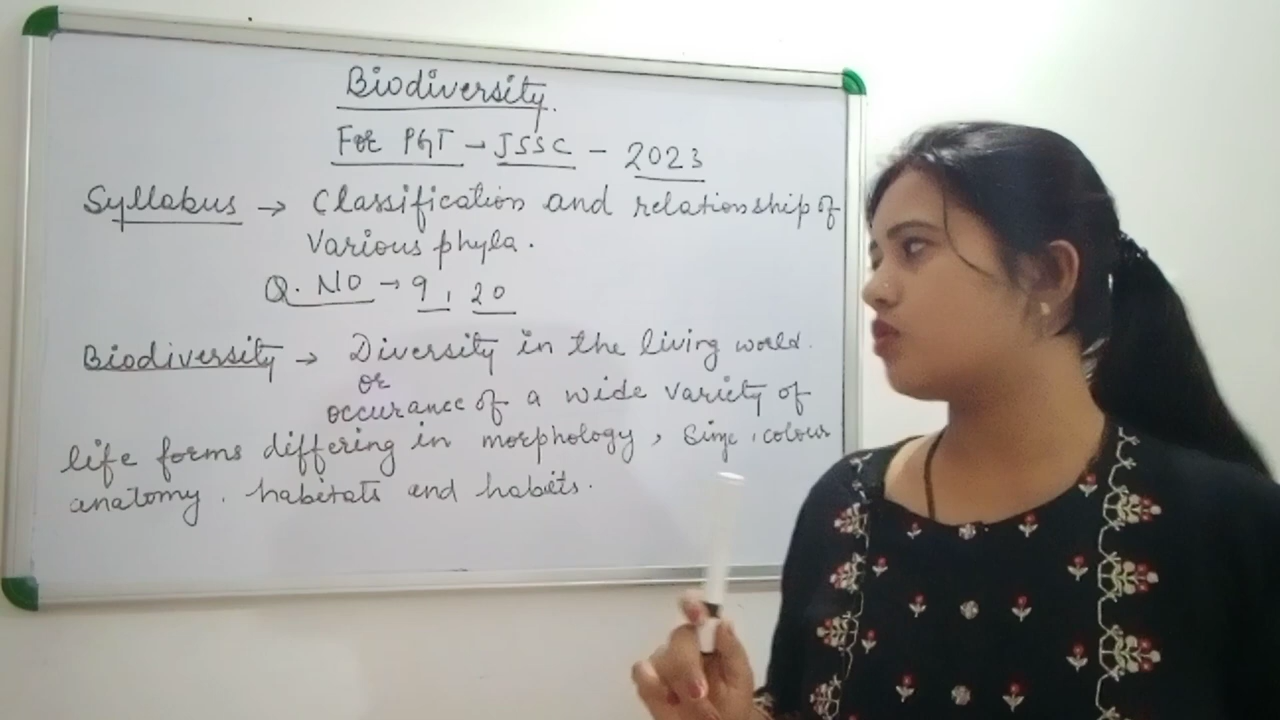 Biodiversity.
For PGT - JSSC - 2023
Syllabus → Classification and relationship of
various phyla.
Q. NO → 9, 20
Biodiversity → Diversity in the living world.
or
occurance of a wide variety of
life forms differing in morphology, Size, colour
anatomy, habitats and habits.